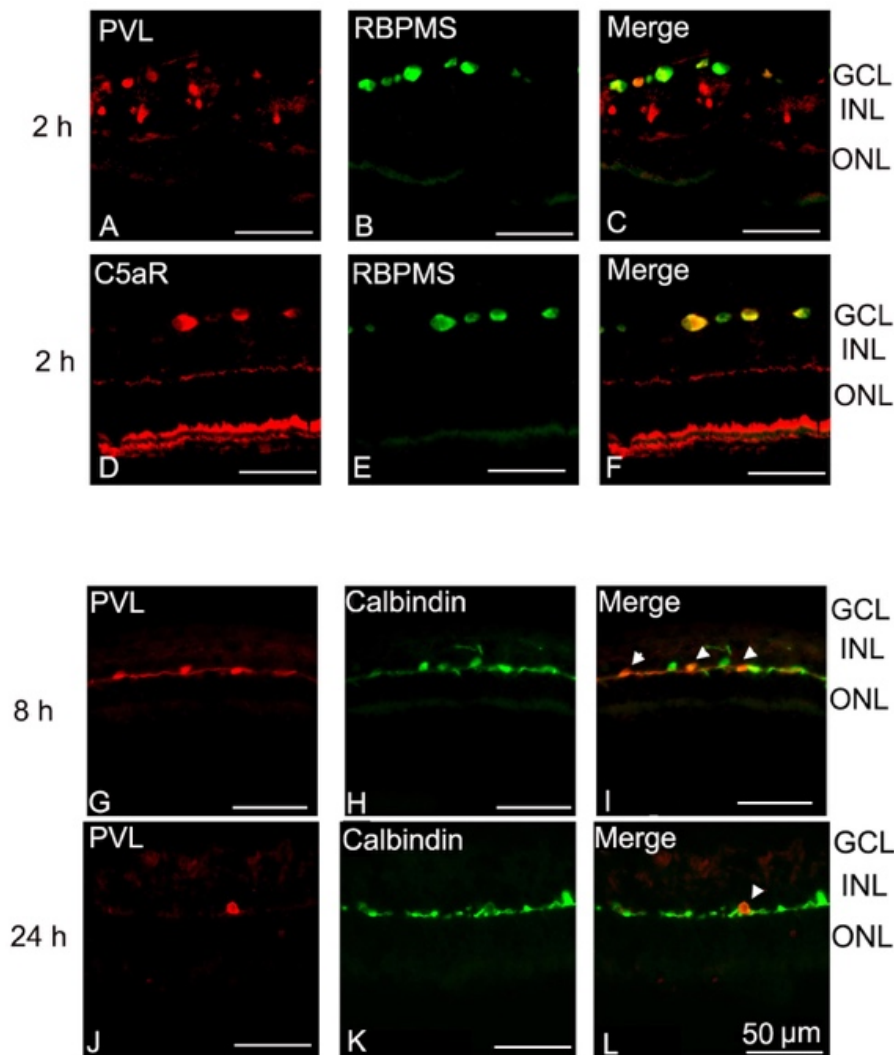 PVL RBPMS Merge
2 h
GCL
INL
ONL
A B C
C5aR RBPMS Merge
2 h
GCL
INL
ONL
D E F
PVL Calbindin Merge
8 h
GCL
INL
ONL
G H I
PVL Calbindin Merge
24 h
GCL
INL
ONL
50 µm
J K L